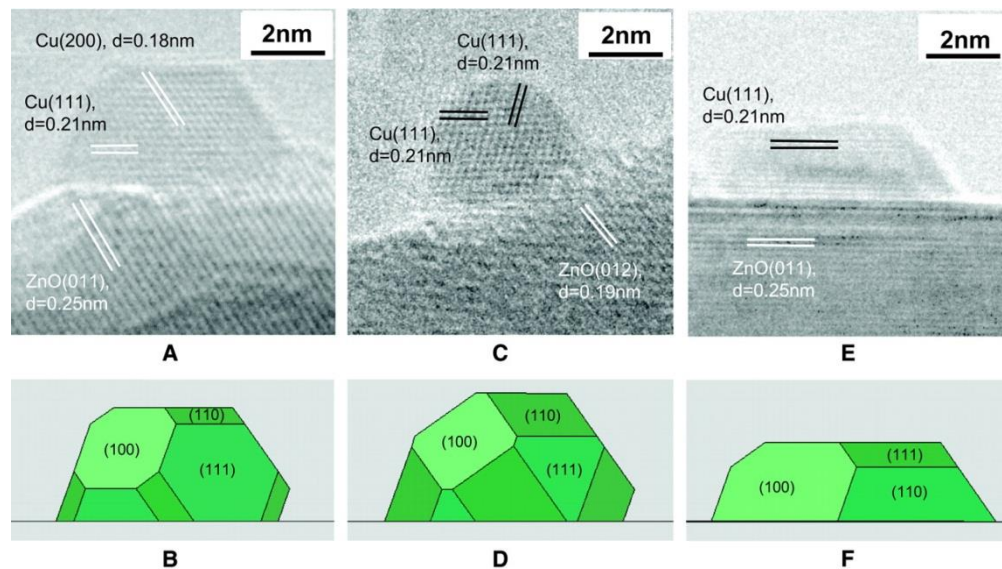 2nm
Cu(200), d=0.18nm
Cu(111),
d=0.21nm
ZnO(011),
d=0.25nm
A
2nm
Cu(111),
d=0.21nm
Cu(111),
d=0.21nm
ZnO(012),
d=0.19nm
C
2nm
Cu(111),
d=0.21nm
ZnO(011),
d=0.25nm
E
(100)
(110)
(111)
B
(100)
(110)
(111)
D
(100)
(111)
(110)
F